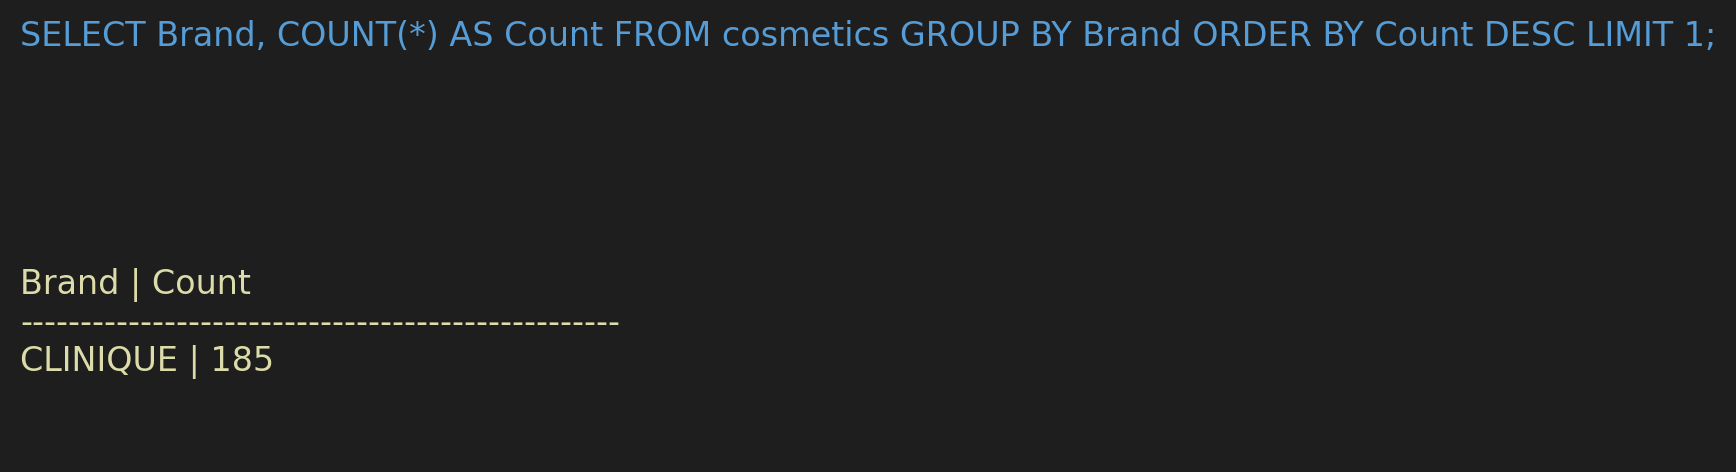 SELECT Brand, COUNT(*) AS Count FROM cosmetics GROUP BY Brand ORDER BY Count DESC LIMIT 1;
Brand | Count
--------------------------------------------------
CLINIQUE | 185